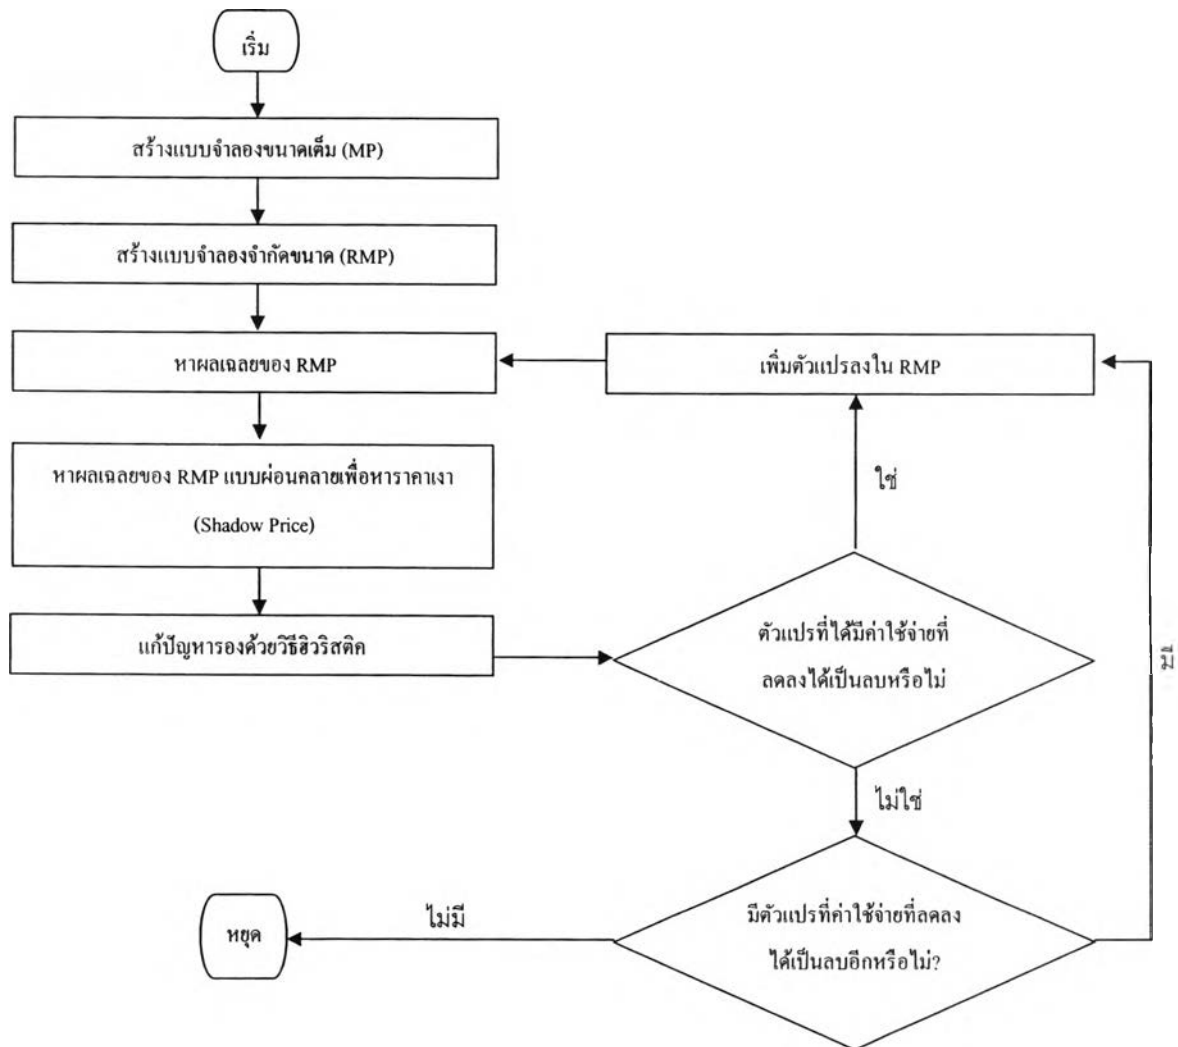 เริ่ม
สร้างแบบจำลองขนาดเต็ม (MP)
สร้างแบบจำลองจำกัดขนาด (RMP)
หาผลเฉลยของ RMP
เพิ่มตัวแปรลงใน RMP
หาผลเฉลยของ RMP แบบผ่อนคลายเพื่อหาราคาเงา
(Shadow Price)
ใช่
แก้ปัญหารองด้วยวิธีฮิวริสติค
ตัวแปรที่ได้มีค่าใช้จ่ายที่
ลดลงได้เป็นลบหรือไม่
มี
ไม่ใช่
มีตัวแปรที่ค่าใช้จ่ายที่ลดลง
ได้เป็นลบอีกหรือไม่?
ไม่มี
หยุด